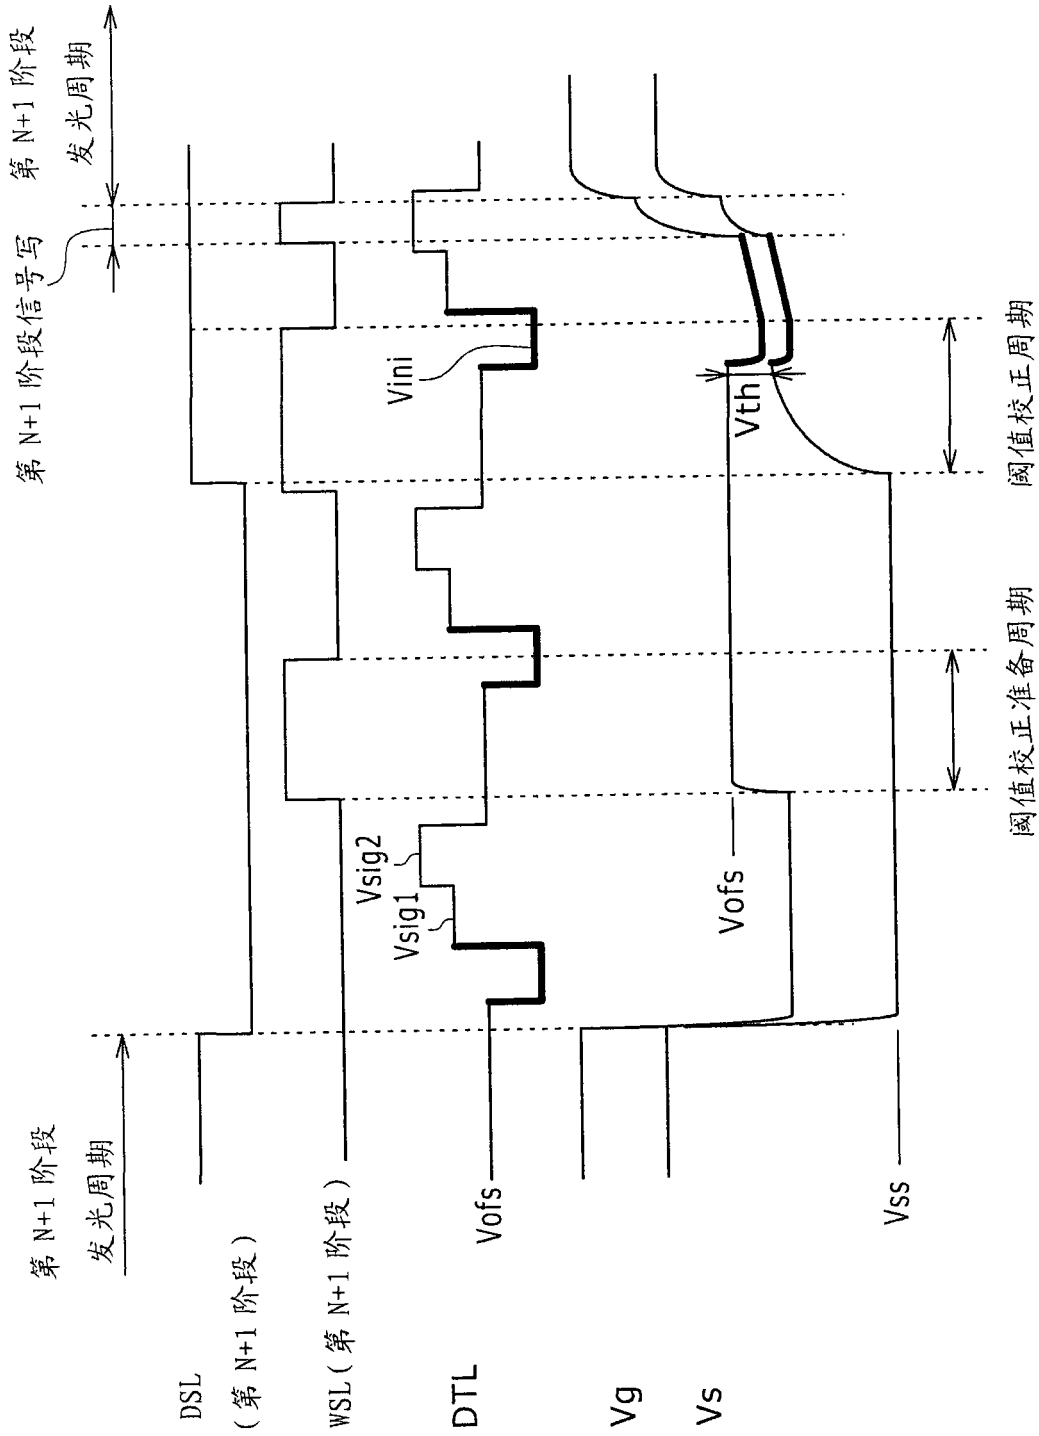 第 N+1 阶段
发光周期
第 N+1 阶段信号写
第 N+1 阶段
发光周期
DSL
(第 N+1 阶段)
WSL(第 N+1 阶段)
DTL
Vofs
Vsig1
Vsig2
Vini
Vg
Vs
Vofs
Vth
Vss
阈值校正准备周期
阈值校正周期